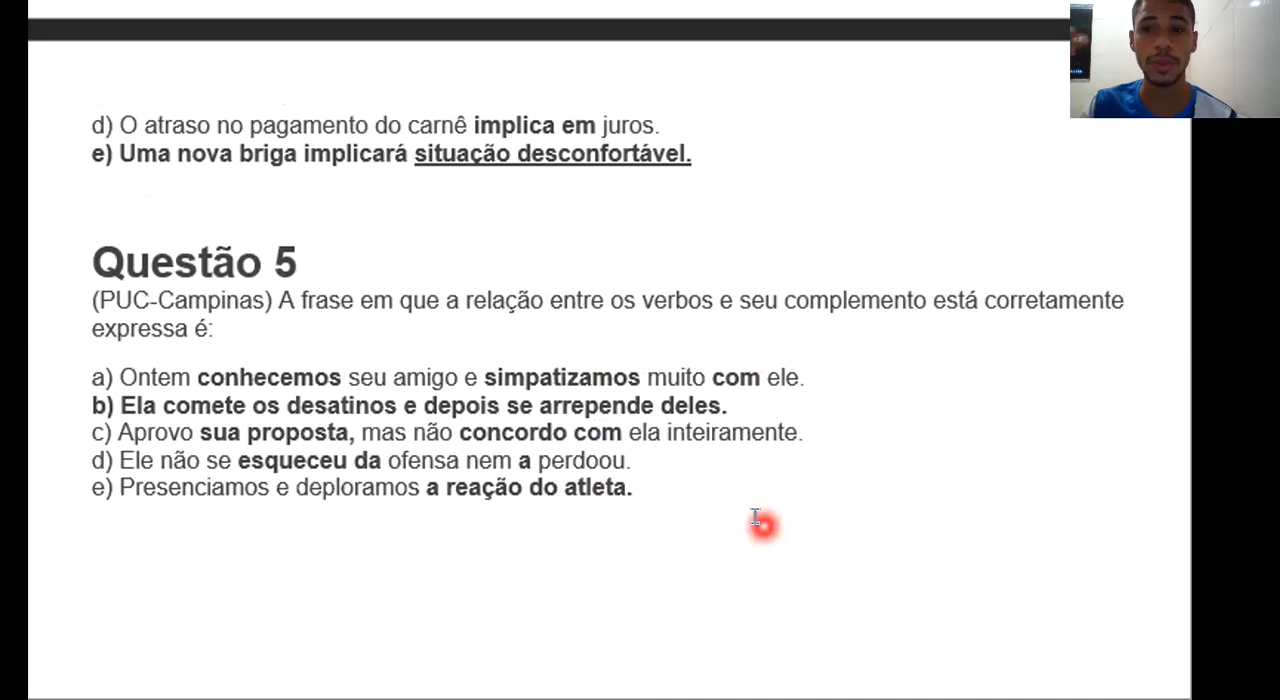 d) O atraso no pagamento do carnê implica em juros.
e) Uma nova briga implicará situação desconfortável.
Questão 5
(PUC-Campinas) A frase em que a relação entre os verbos e seu complemento está corretamente
expressa é:
a) Ontem conhecemos seu amigo e simpatizamos muito com ele.
b) Ela comete os desatinos e depois se arrepende deles.
c) Aprovo sua proposta, mas não concordo com ela inteiramente.
d) Ele não se esqueceu da ofensa nem a perdoou.
e) Presenciamos e deploramos a reação do atleta.